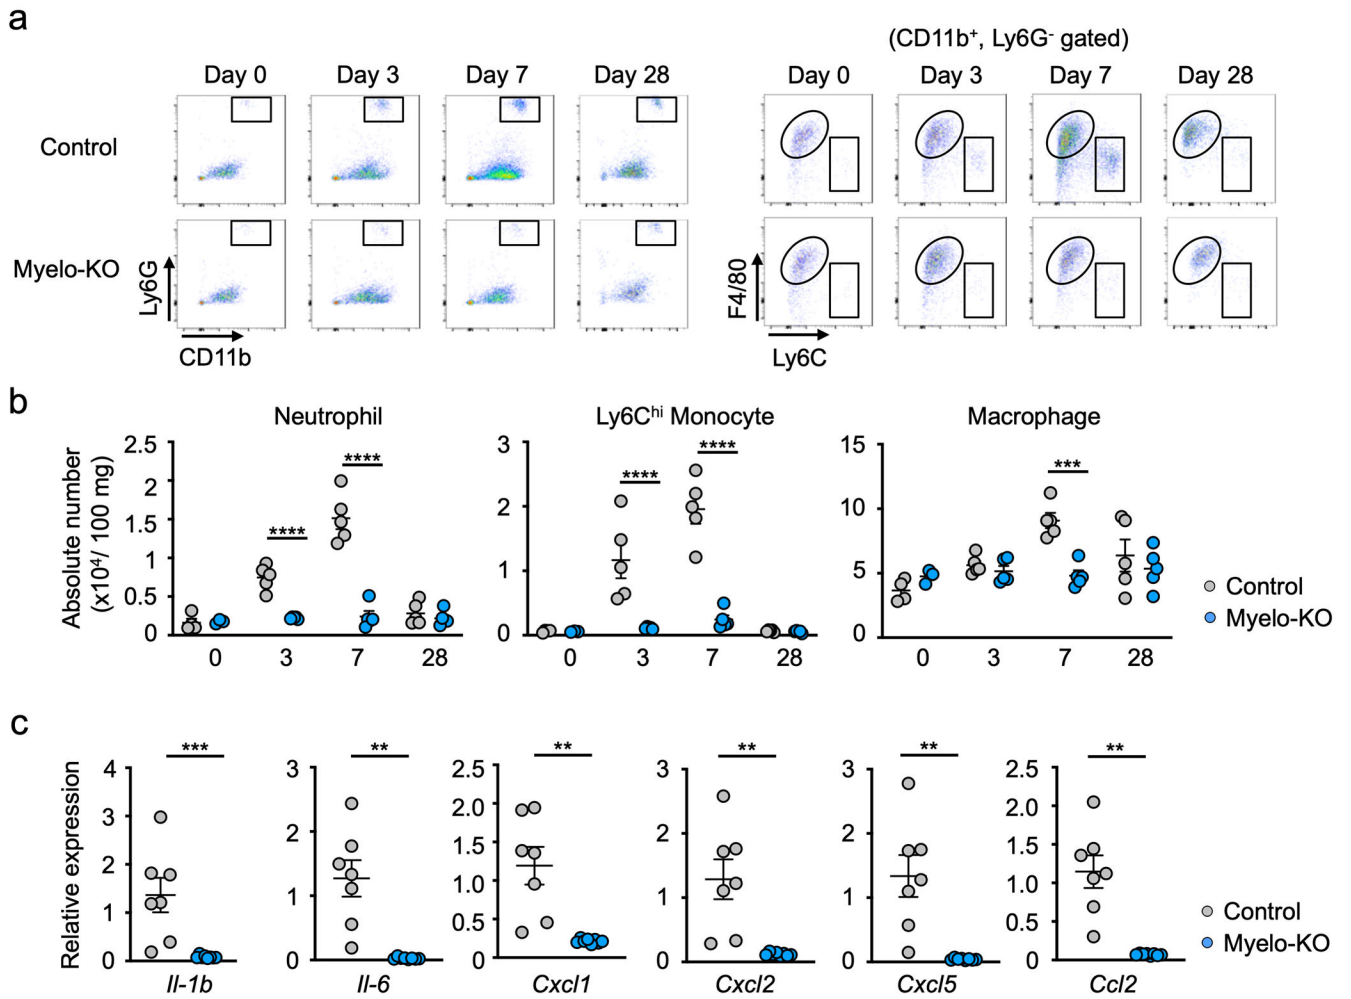 a
(CD11b⁺, Ly6G⁻ gated)
Day 0 Day 3 Day 7 Day 28 Day 0 Day 3 Day 7 Day 28
Control
Myelo-KO
Ly6G
CD11b
F4/80
Ly6C
b
Neutrophil Ly6Cʰⁱ Monocyte Macrophage
Absolute number
(x10⁴/ 100 mg)
2.5
2
1.5
1
0.5
0
**** ****
0 3 7 28
3
2
1
0
**** ****
0 3 7 28
15
10
5
0
***
0 3 7 28
Control
Myelo-KO
c
Relative expression
4
3
2
1
0
***
Il-1b
3
2
1
0
**
Il-6
2.5
2.0
1.5
1.0
0.5
0
**
Cxcl1
3
2
1
0
**
Cxcl2
3
2
1
0
**
Cxcl5
2.5
2.0
1.5
1.0
0.5
0
**
Ccl2
Control
Myelo-KO